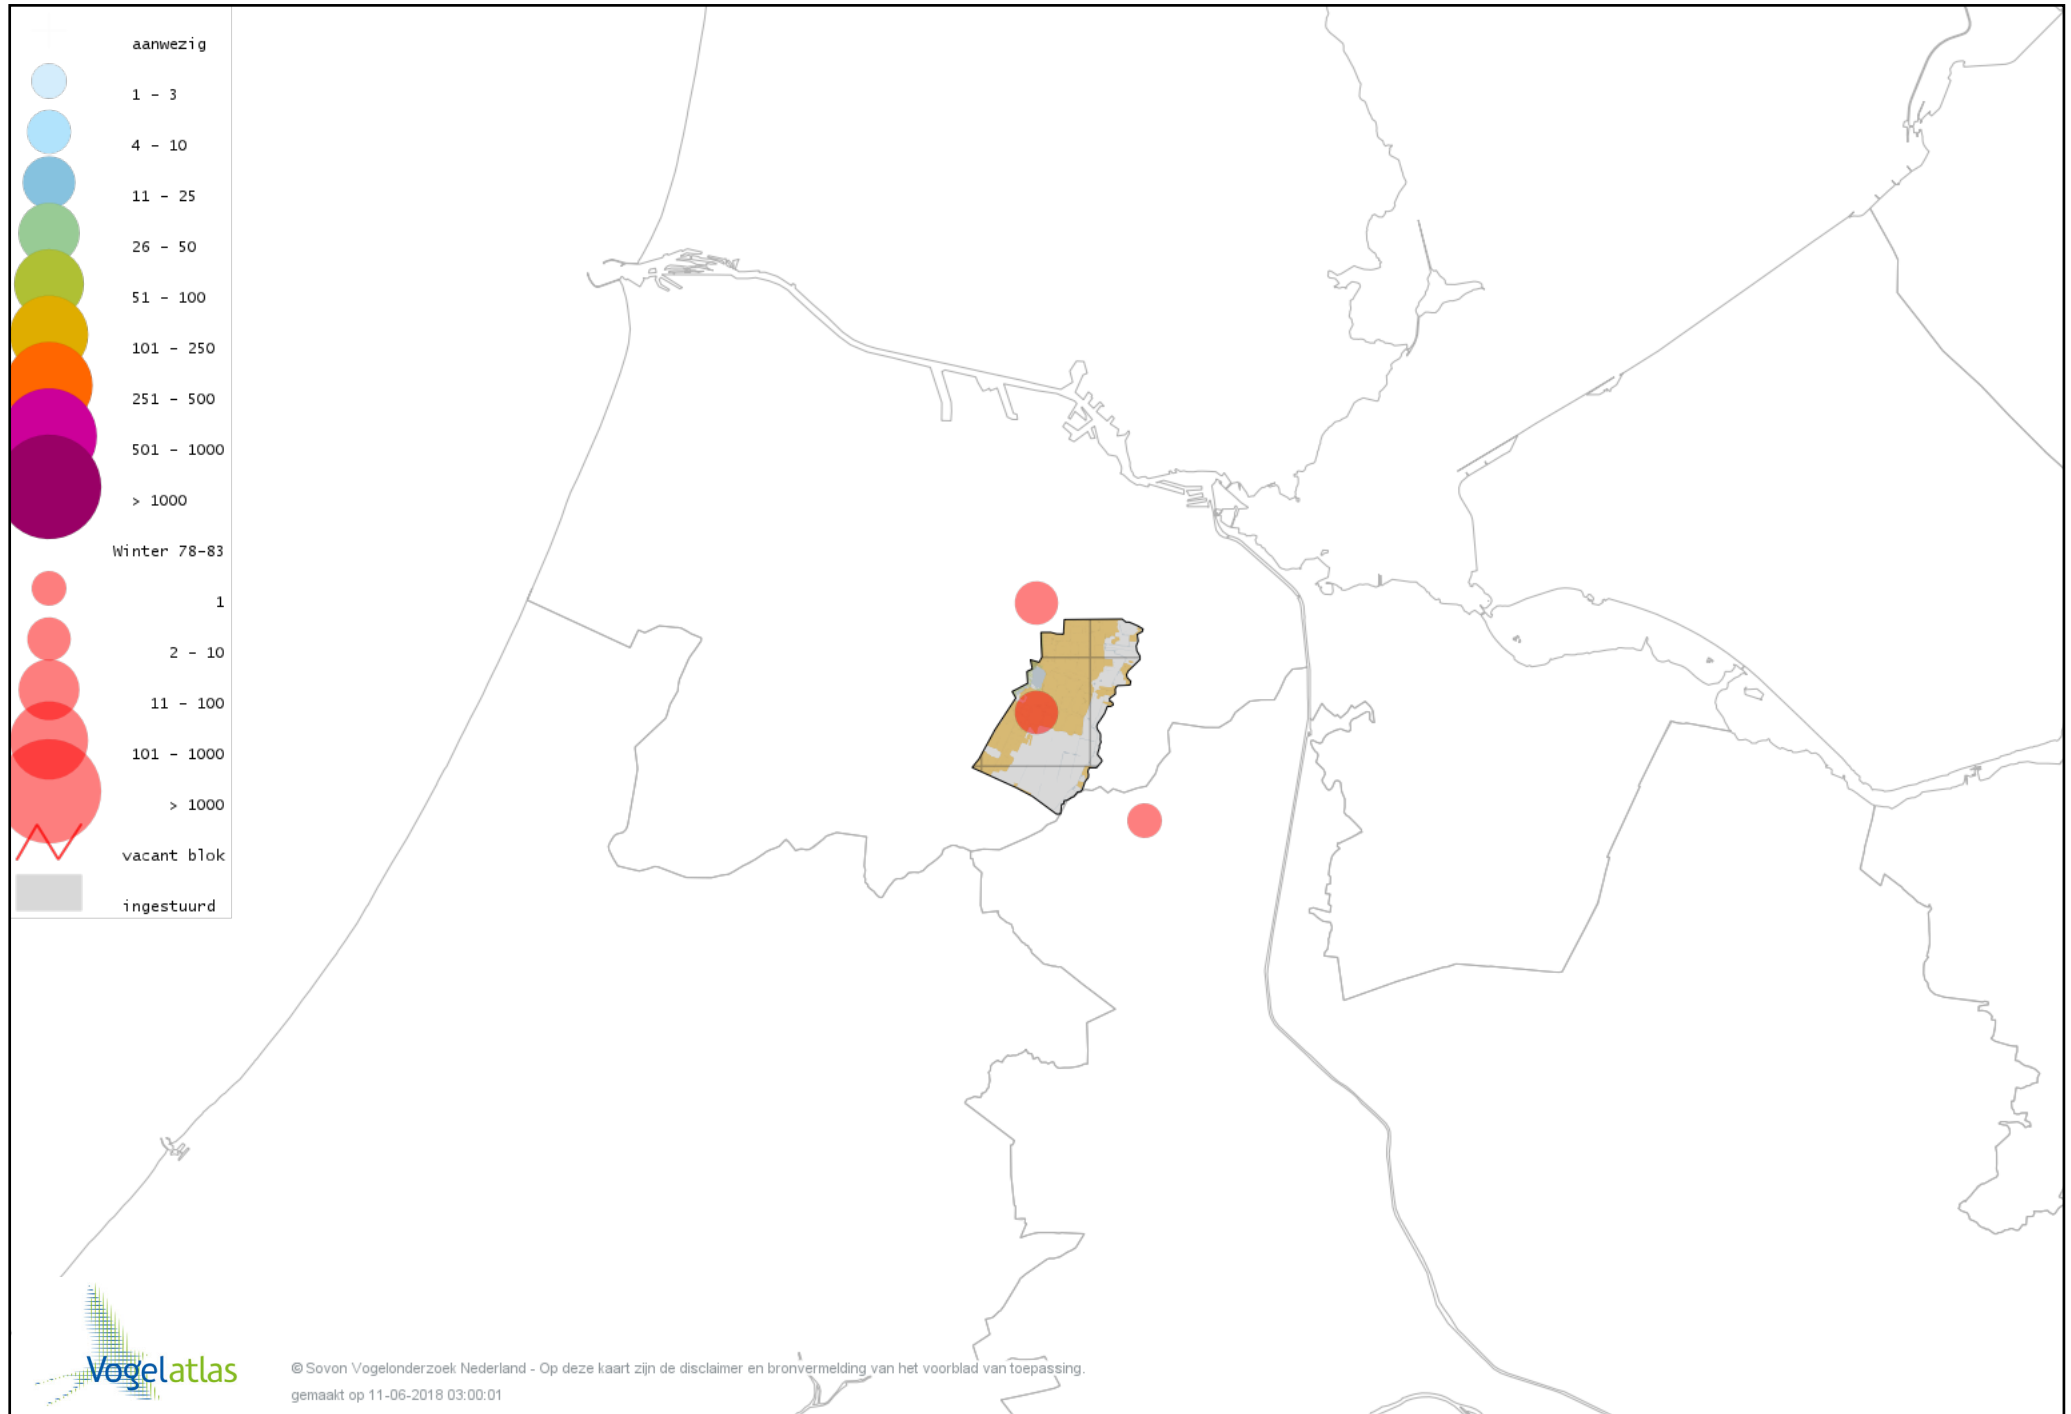 aanwezig
1 - 3
4 - 10
11 - 25
26 - 50
51 - 100
101 - 250
251 - 500
501 - 1000
> 1000
Winter 78-83
1
2 - 10
11 - 100
101 - 1000
> 1000
vacant blok
ingestuurd
Vogelatlas
© Sovon Vogelonderzoek Nederland - Op deze kaart zijn de disclaimer en bronvermelding van het voorblad van toepassing.
gemaakt op 11-06-2018 03:00:01